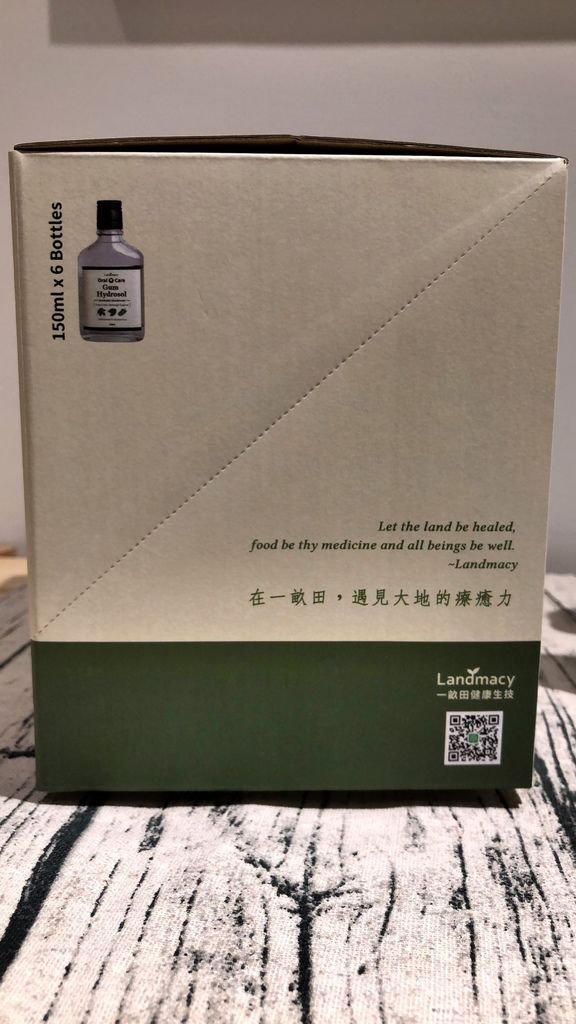 150ml x 6 Bottles
Landmacy
Oral Care
Gum
Hydrosol
Let the land be healed,
food be thy medicine and all beings be well.
~Landmacy
在一畝田，遇見大地的療癒力
Landmacy
一畝田健康生技